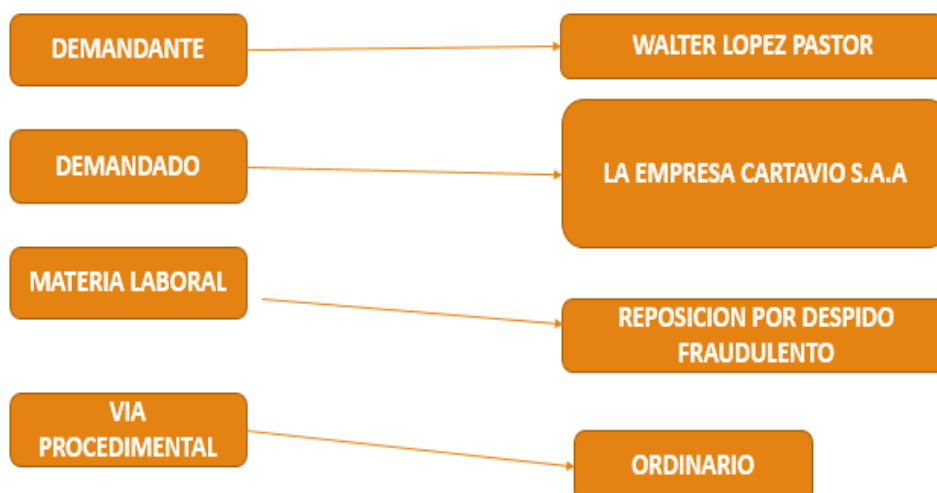 DEMANDANTE
WALTER LOPEZ PASTOR
DEMANDADO
LA EMPRESA CARTAVIO S.A.A
MATERIA LABORAL
REPOSICION POR DESPIDO
FRAUDULENTO
VIA
PROCEDIMENTAL
ORDINARIO